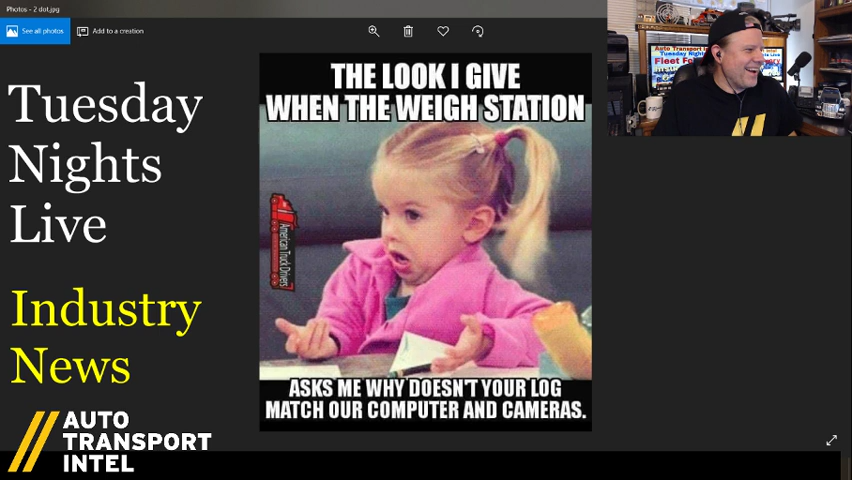 Photos - 2 dot.jpg
See all photos
Add to a creation
Tuesday
Nights
Live
Industry
News
AUTO
TRANSPORT
INTEL
THE LOOK I GIVE
WHEN THE WEIGH STATION
American Truck Drivers
ASKS ME WHY DOESN'T YOUR LOG
MATCH OUR COMPUTER AND CAMERAS.
Auto Transport
Tuesday Night
Fleet